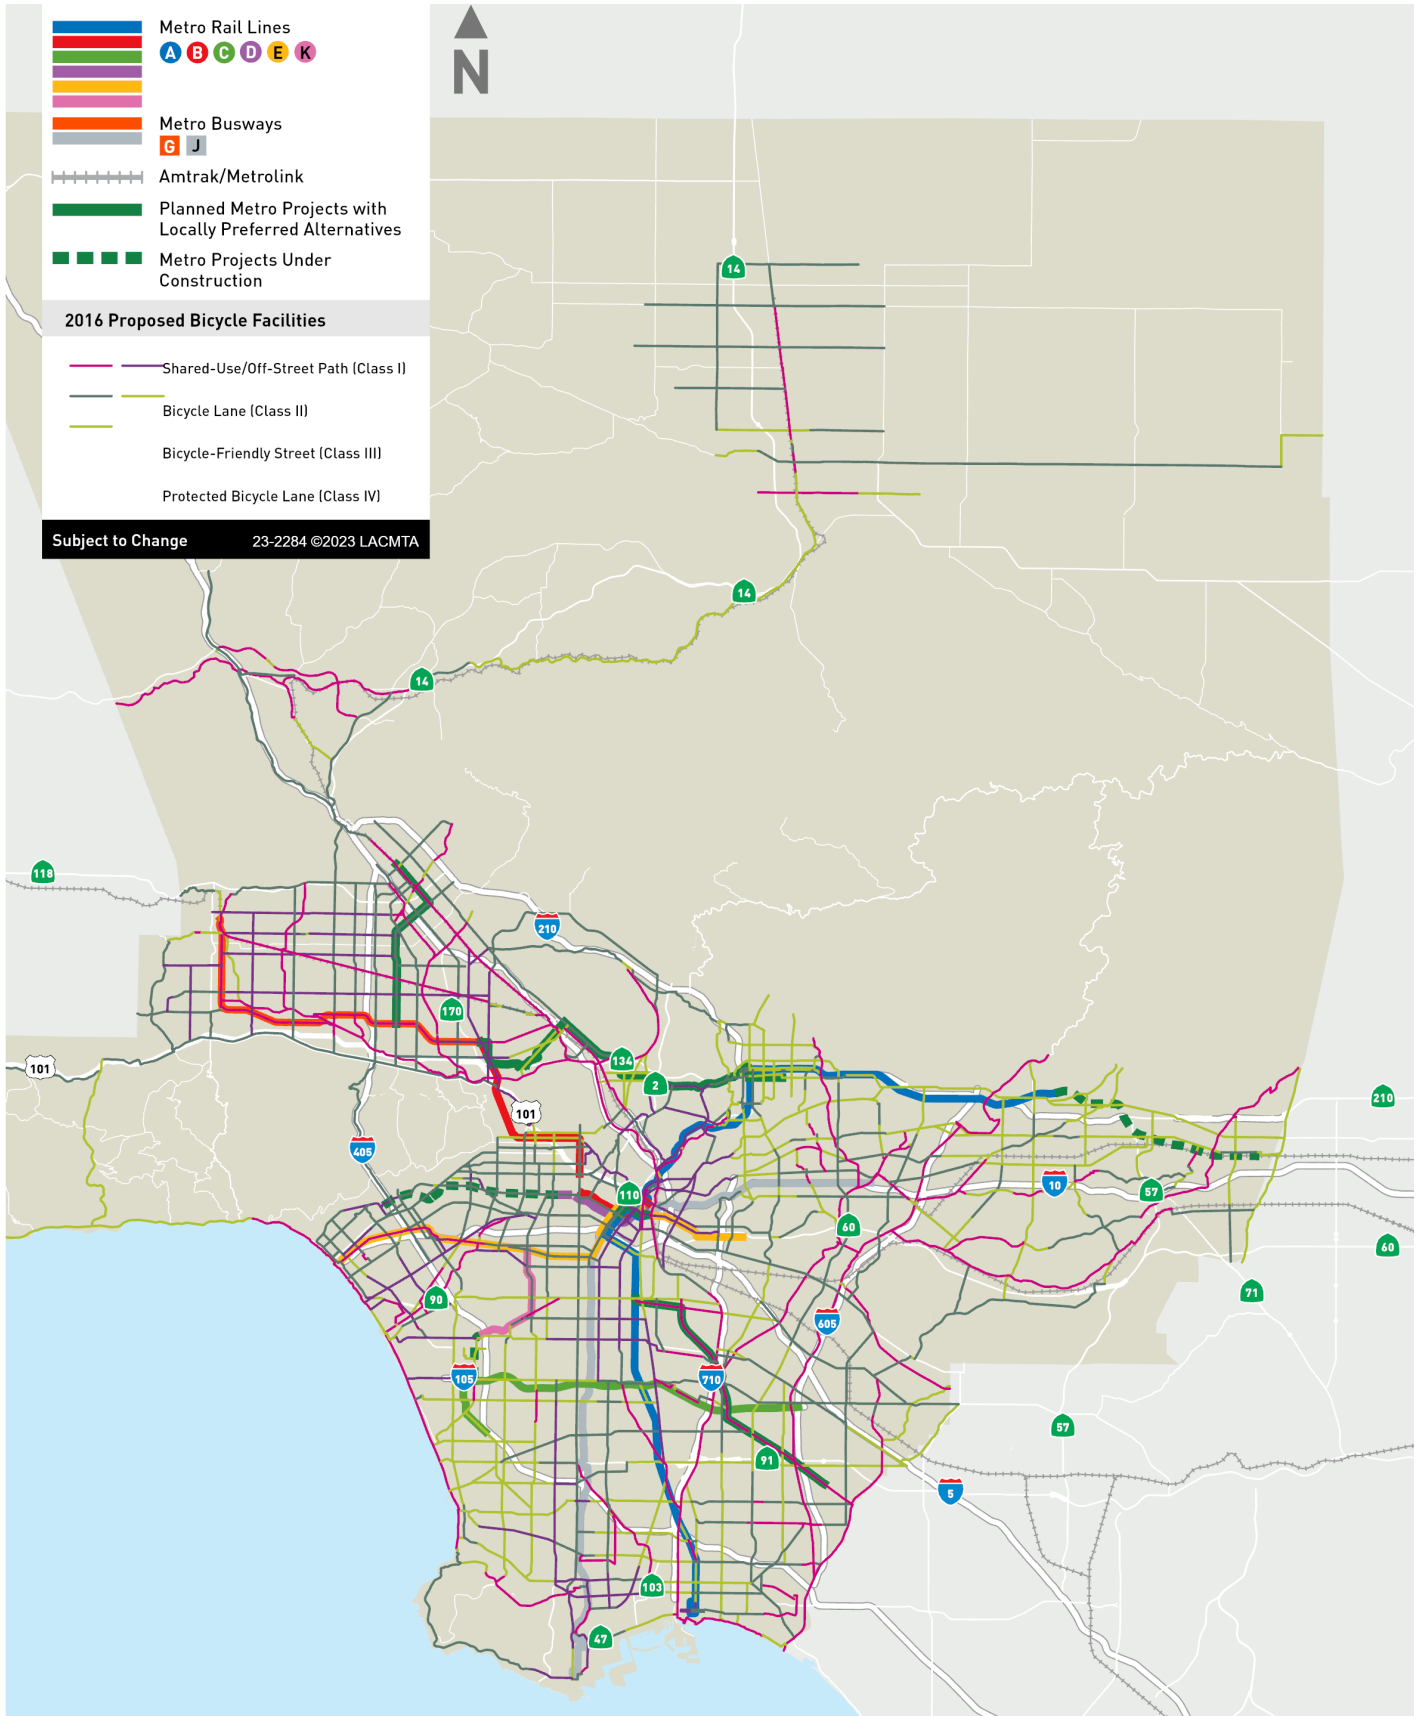 Metro Rail Lines
A B C D E K
Metro Busways
G J
Amtrak/Metrolink
Planned Metro Projects with
Locally Preferred Alternatives
Metro Projects Under
Construction
2016 Proposed Bicycle Facilities
Shared-Use/Off-Street Path (Class I)
Bicycle Lane (Class II)
Bicycle-Friendly Street (Class III)
Protected Bicycle Lane (Class IV)
Subject to Change 23-2284 ©2023 LACMTA
N
14
14
14
118
210
170
101
134
2
101
405
210
10
57
110
60
60
71
90
605
105
710
57
91
5
103
47